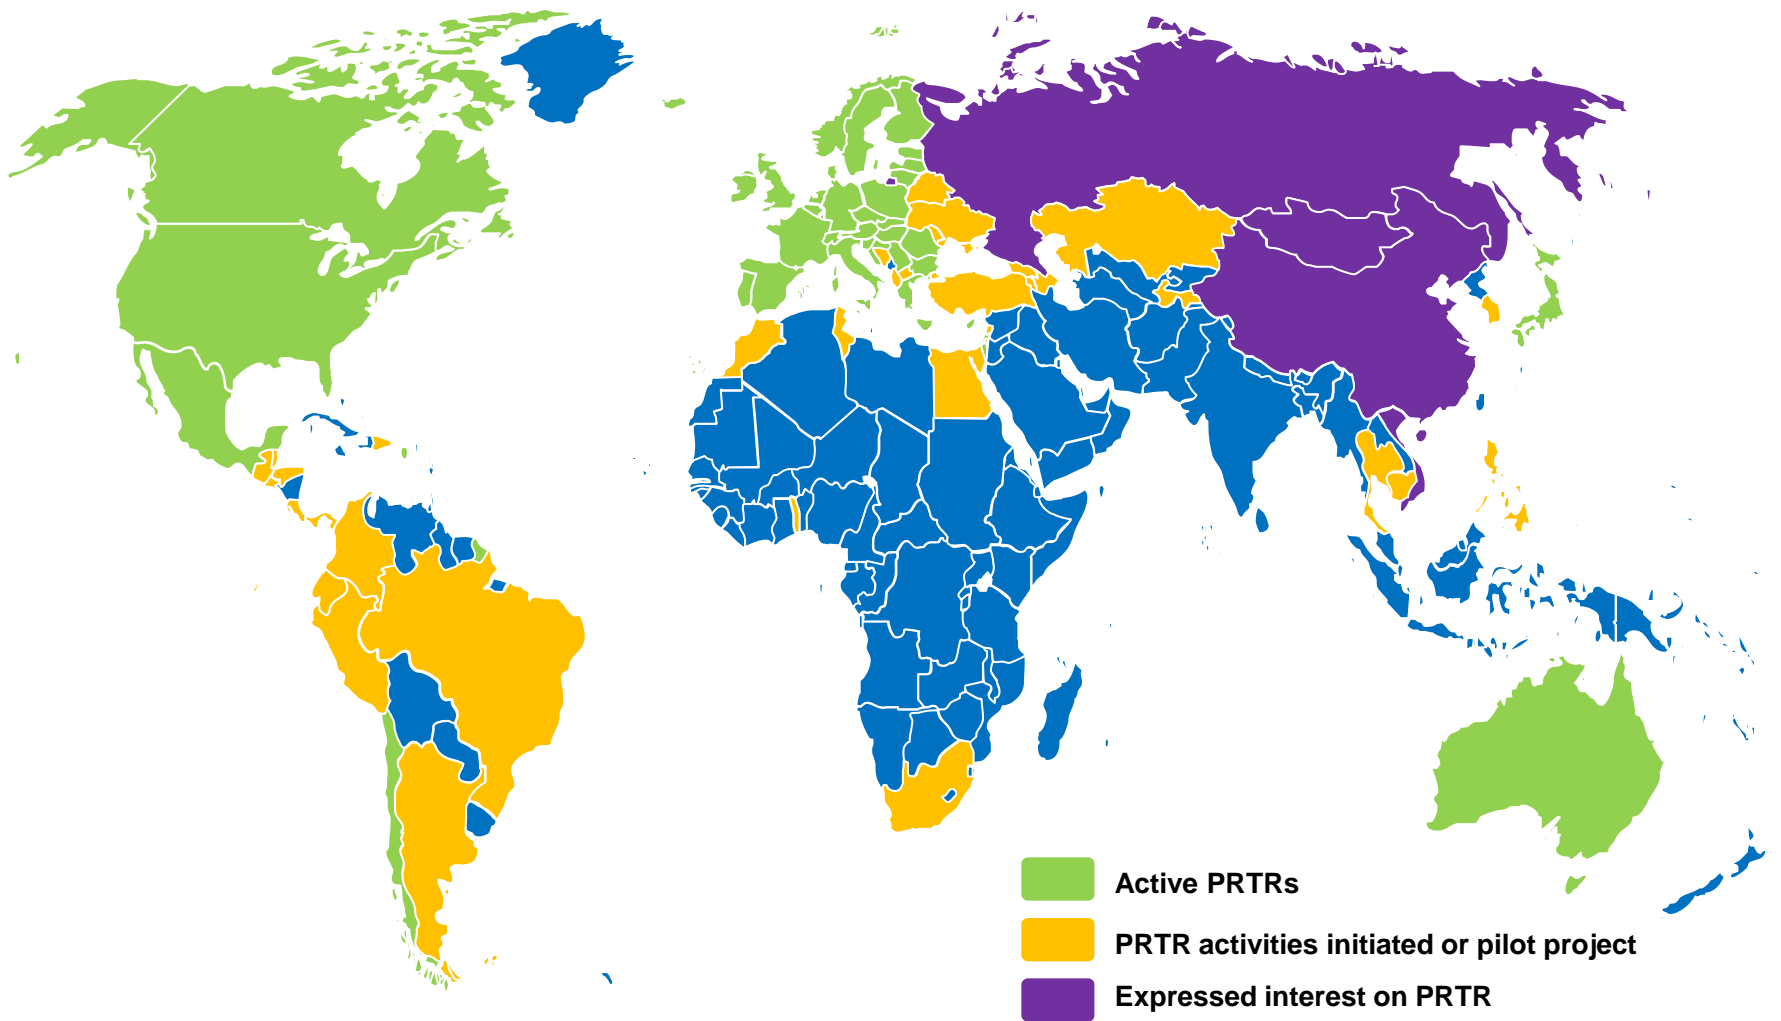 Active PRTRs
PRTR activities initiated or pilot project
Expressed interest on PRTR